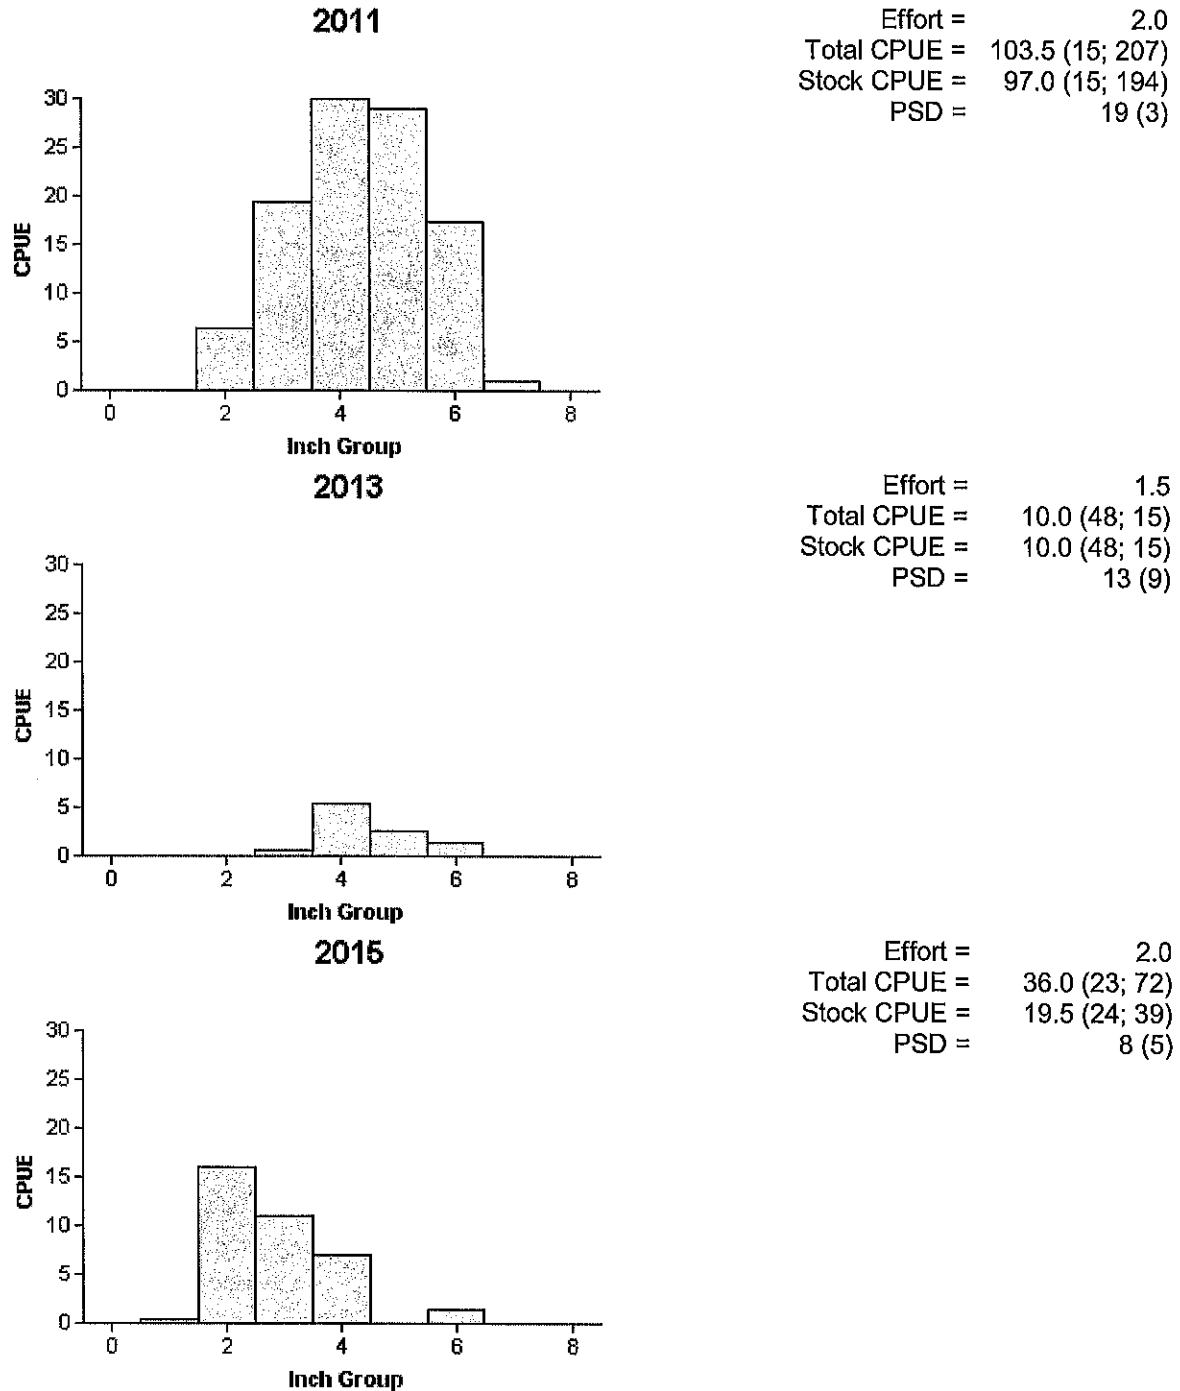 2011
Effort = 2.0
Total CPUE = 103.5 (15; 207)
Stock CPUE = 97.0 (15; 194)
PSD = 19 (3)
30
25
20
15
10
5
0
CPUE
0 2 4 6 8
Inch Group
2013
Effort = 1.5
Total CPUE = 10.0 (48; 15)
Stock CPUE = 10.0 (48; 15)
PSD = 13 (9)
30
25
20
15
10
5
0
CPUE
0 2 4 6 8
Inch Group
2015
Effort = 2.0
Total CPUE = 36.0 (23; 72)
Stock CPUE = 19.5 (24; 39)
PSD = 8 (5)
30
25
20
15
10
5
0
CPUE
0 2 4 6 8
Inch Group